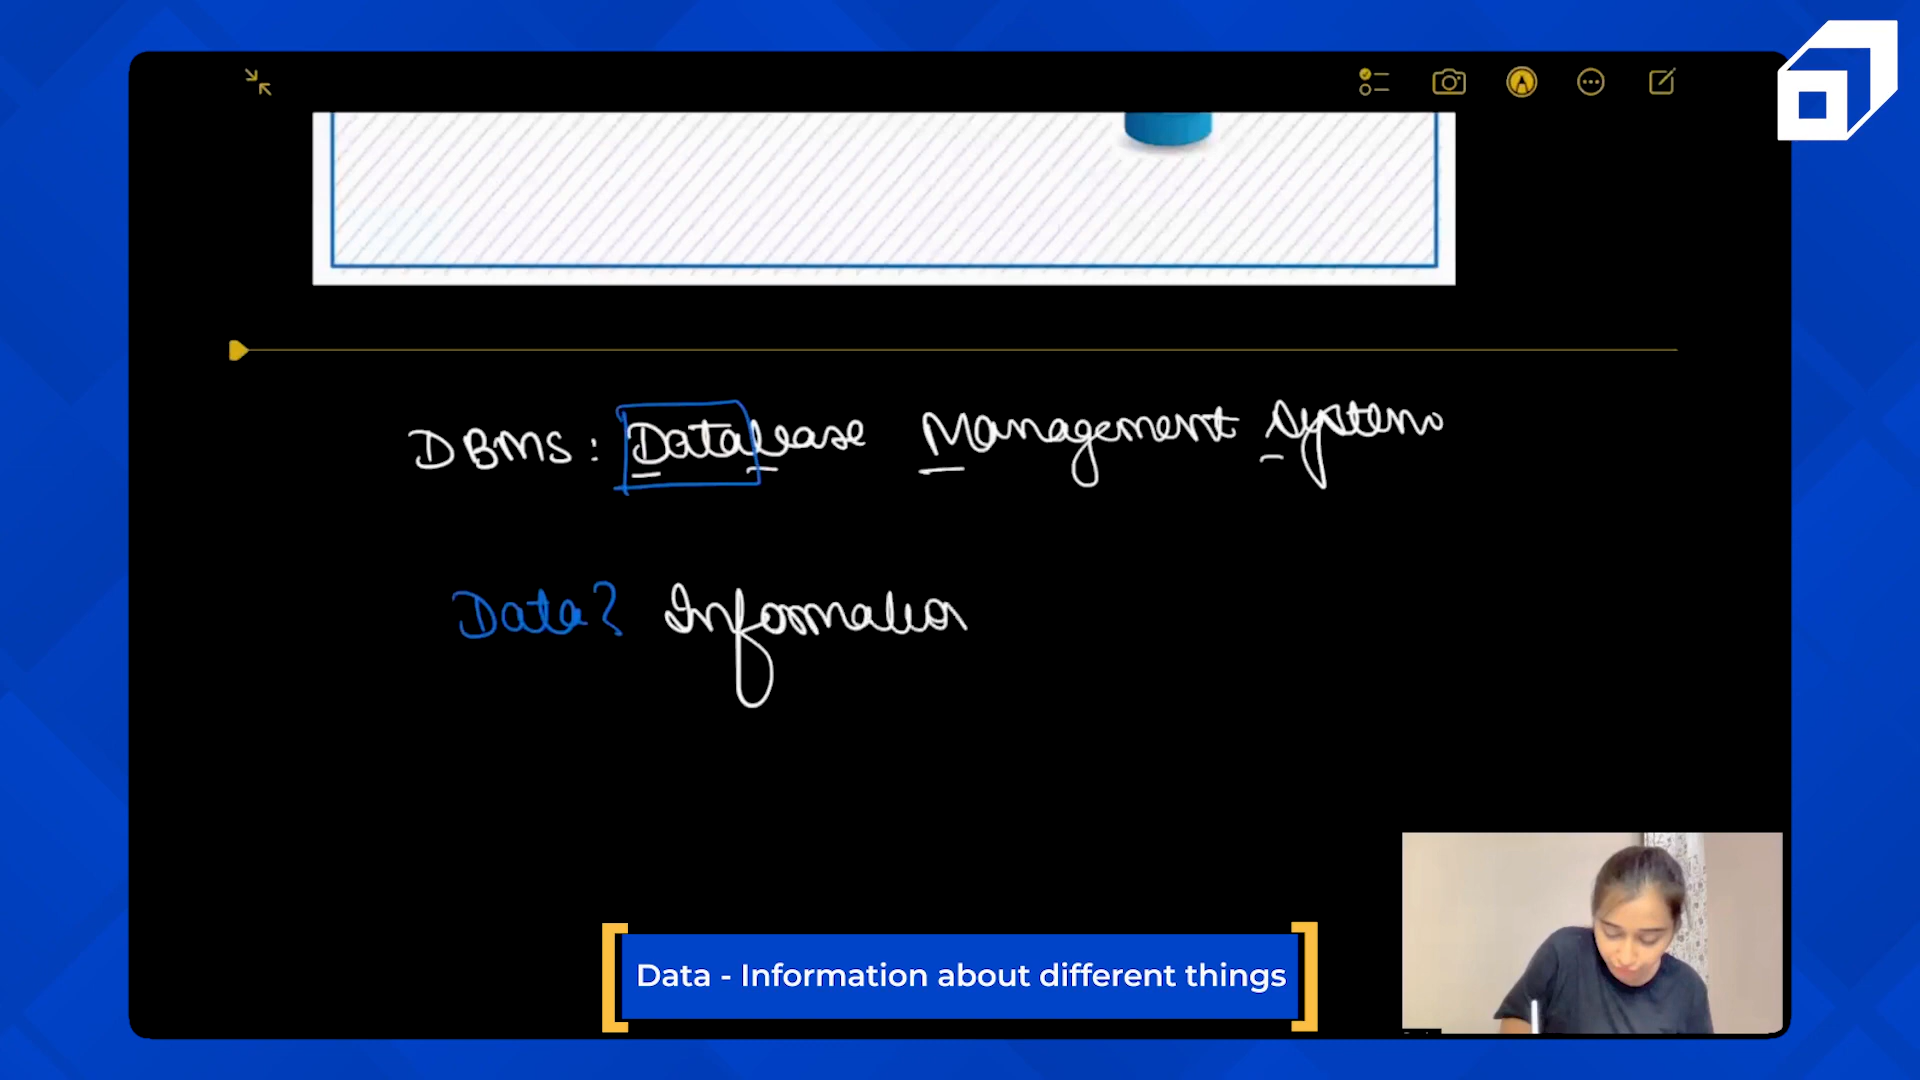 DBMS: Database Management System
Data? Information
Data - Information about different things